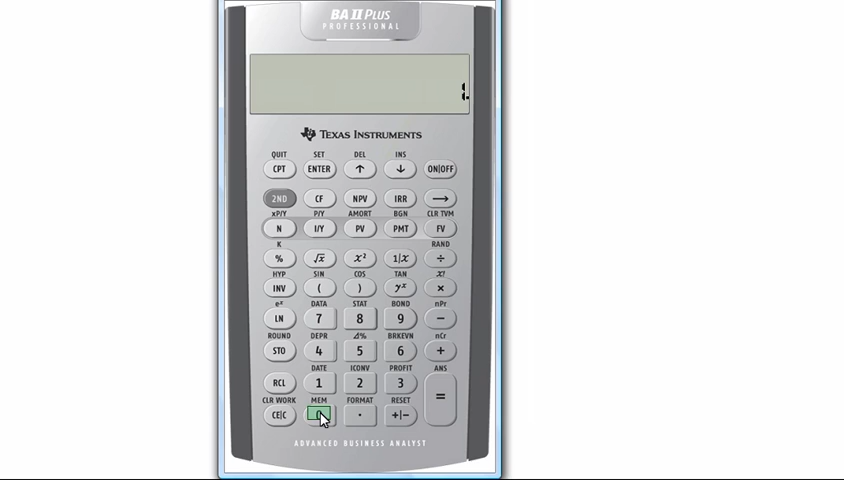 BA II Plus
PROFESSIONAL
TEXAS INSTRUMENTS
QUIT SET DEL INS
CPT ENTER ↑ ↓ ON|OFF
2ND CF NPV IRR →
xP/Y P/Y AMORT BGN CLR TVM
N I/Y PV PMT FV
K RAND
% √x x² 1/x ÷
HYP SIN COS TAN x!
INV ( ) yˣ ×
eˣ DATA STAT BOND nPr
LN 7 8 9 −
ROUND DEPR Δ% BRKEVN nCr
STO 4 5 6 +
DATE ICONV PROFIT ANS
RCL 1 2 3 =
CLR WORK MEM FORMAT RESET
CE|C 0 . +|−
ADVANCED BUSINESS ANALYST